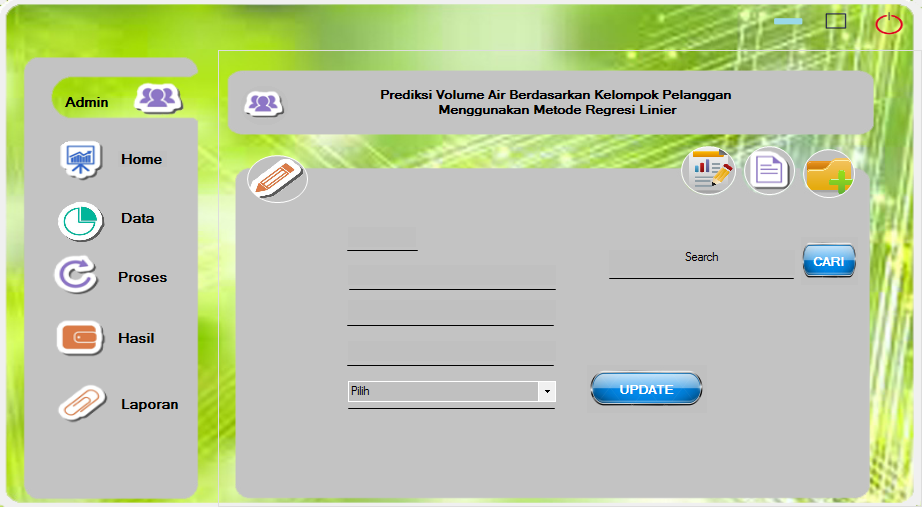 Admin
Home
Data
Proses
Hasil
Laporan
Prediksi Volume Air Berdasarkan Kelompok Pelanggan
Menggunakan Metode Regresi Linier
Search
CARI
Pilih
UPDATE